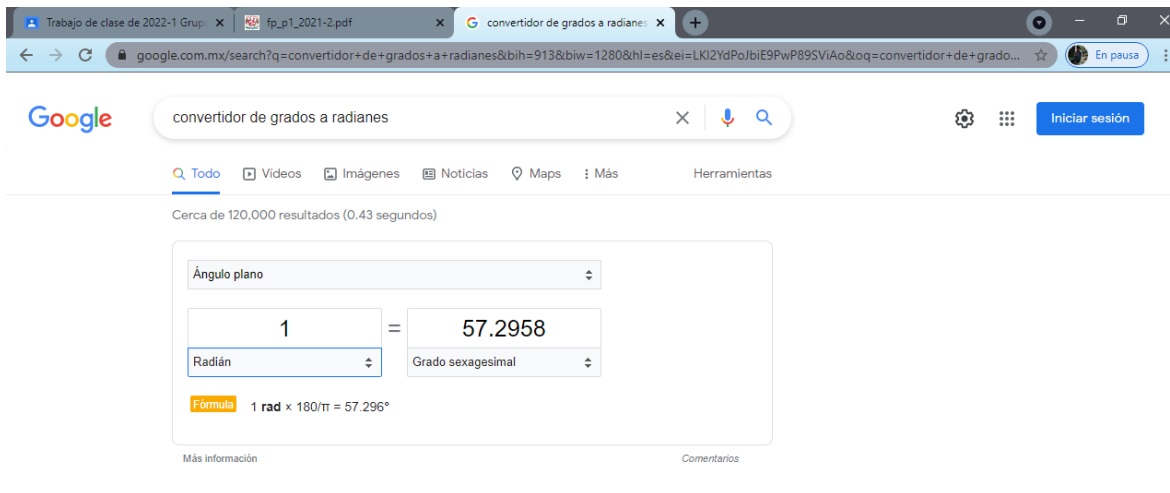 Trabajo de clase de 2022-1 Grup
fp_p1_2021-2.pdf
convertidor de grados a radianes
google.com.mx/search?q=convertidor+de+grados+a+radianes&bih=913&biw=1280&hl=es&ei=LKI2YdPoJbiE9PwP89SViAo&oq=convertidor+de+grado...
En pausa
Google
convertidor de grados a radianes
Iniciar sesión
Todo Videos Imágenes Noticias Maps Más Herramientas
Cerca de 120,000 resultados (0.43 segundos)
Ángulo plano
1 = 57.2958
Radián Grado sexagesimal
Fórmula 1 rad × 180/π = 57.296°
Más información Comentarios